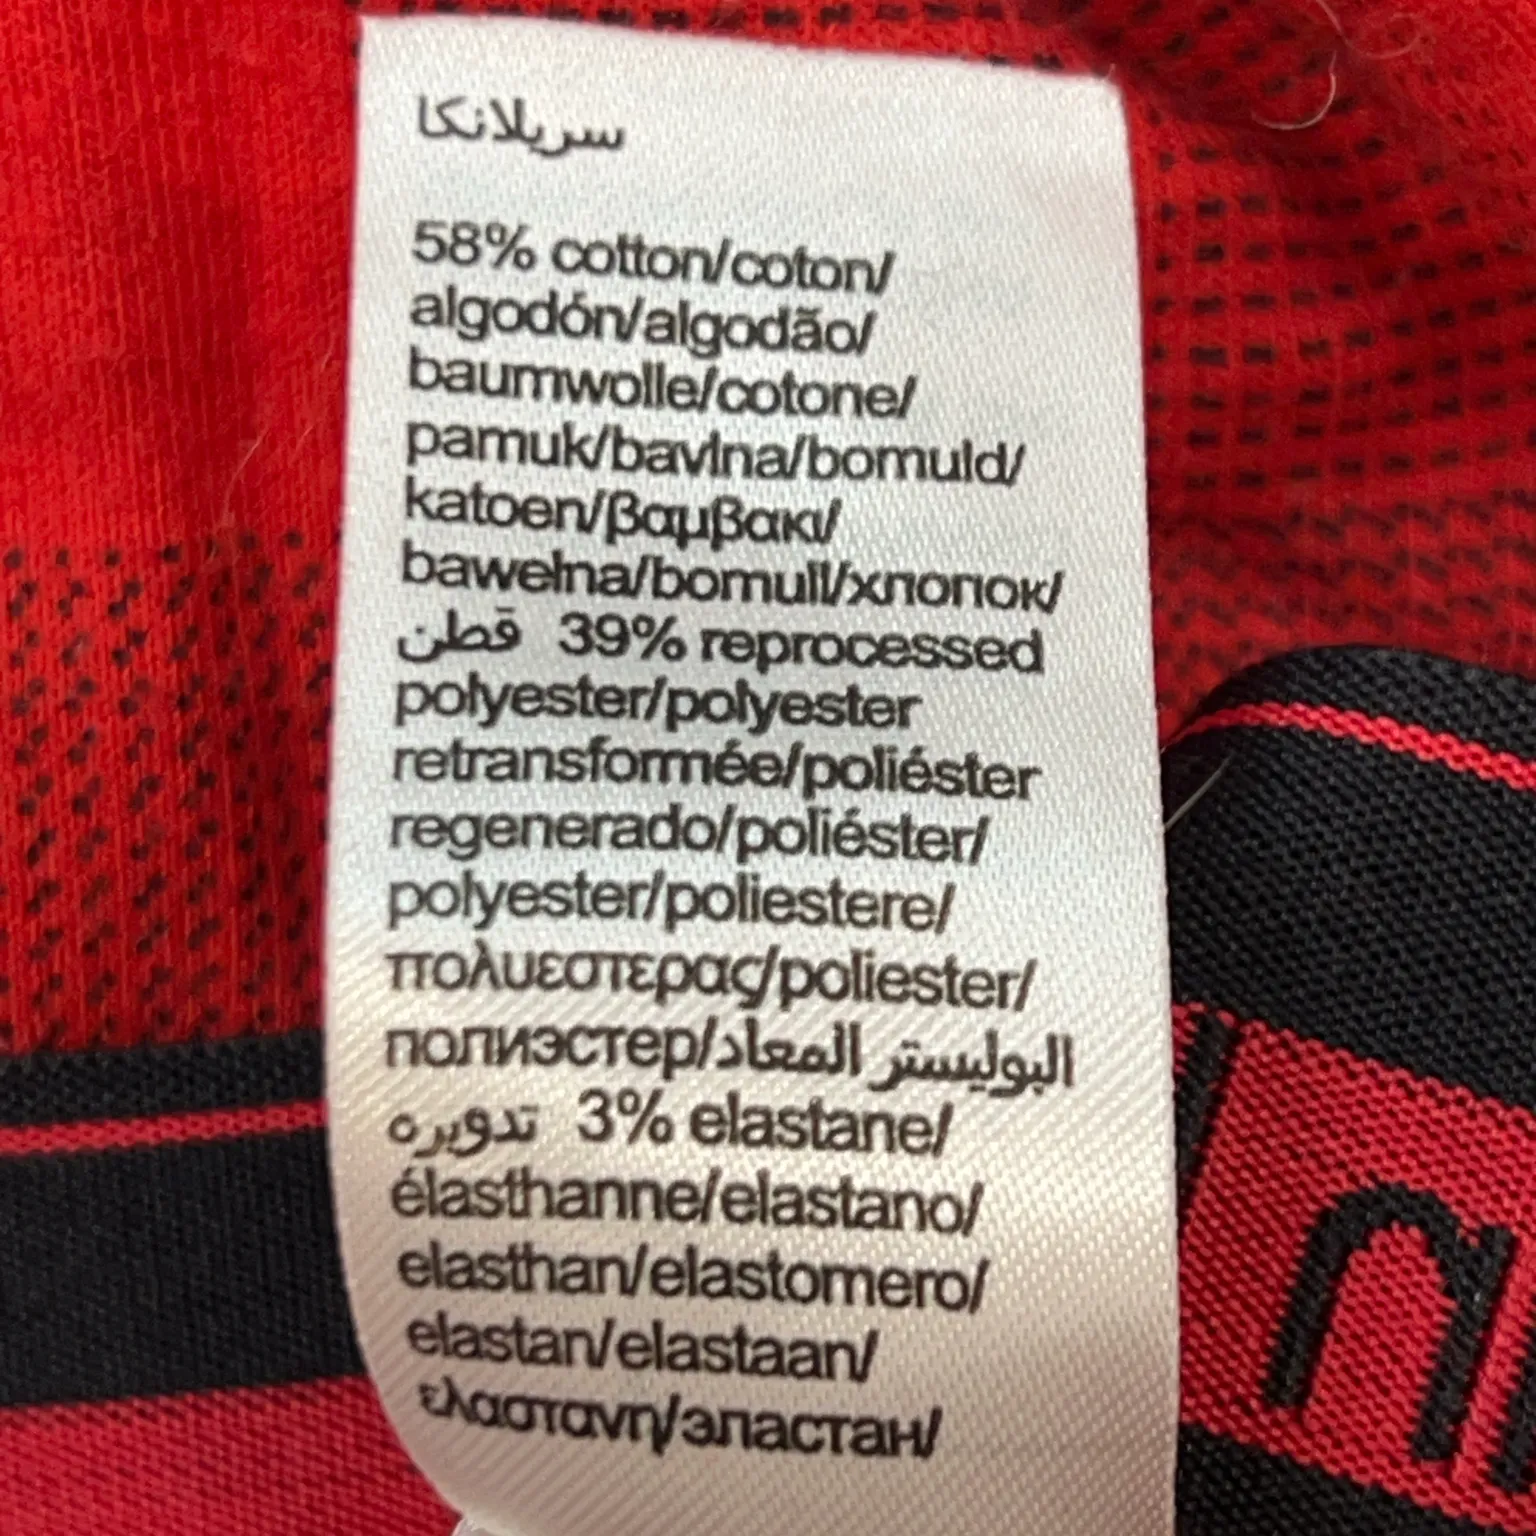 سريلانكا
58% cotton/coton/
algodón/algodão/
baumwolle/cotone/
pamuk/bavlna/bomuld/
katoen/βαμβακι/
bawełna/bomull/хлопок/
قطن 39% reprocessed
polyester/polyester
retransformée/poliéster
regenerado/poliéster/
polyester/poliestere/
πολυεστερας/poliester/
полиэстер/البوليستر المعاد
تدويره 3% elastane/
élasthanne/elastano/
elasthan/elastomero/
elastan/elastaan/
ελαστανη/эластан/